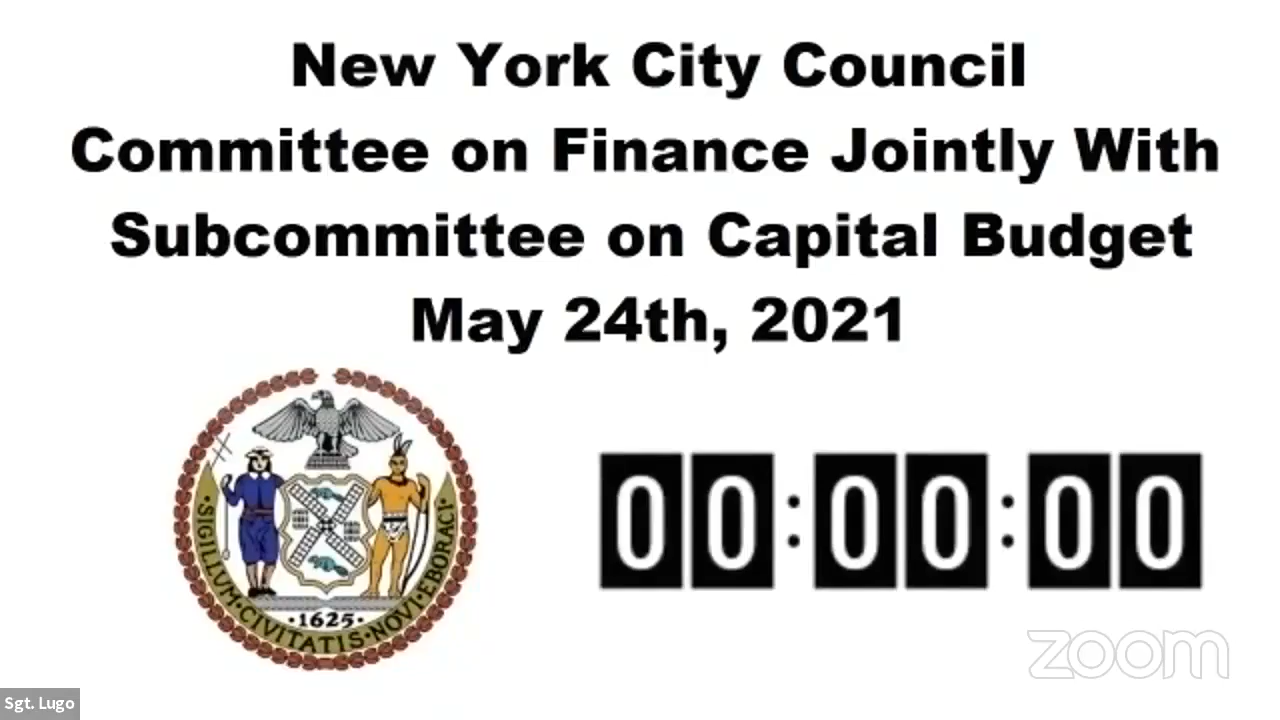 New York City Council
Committee on Finance Jointly With
Subcommittee on Capital Budget
May 24th, 2021
00:00:00
•SIGILLUM•CIVITATIS•NOVI•EBORACI•
•1625•
zoom
Sgt. Lugo